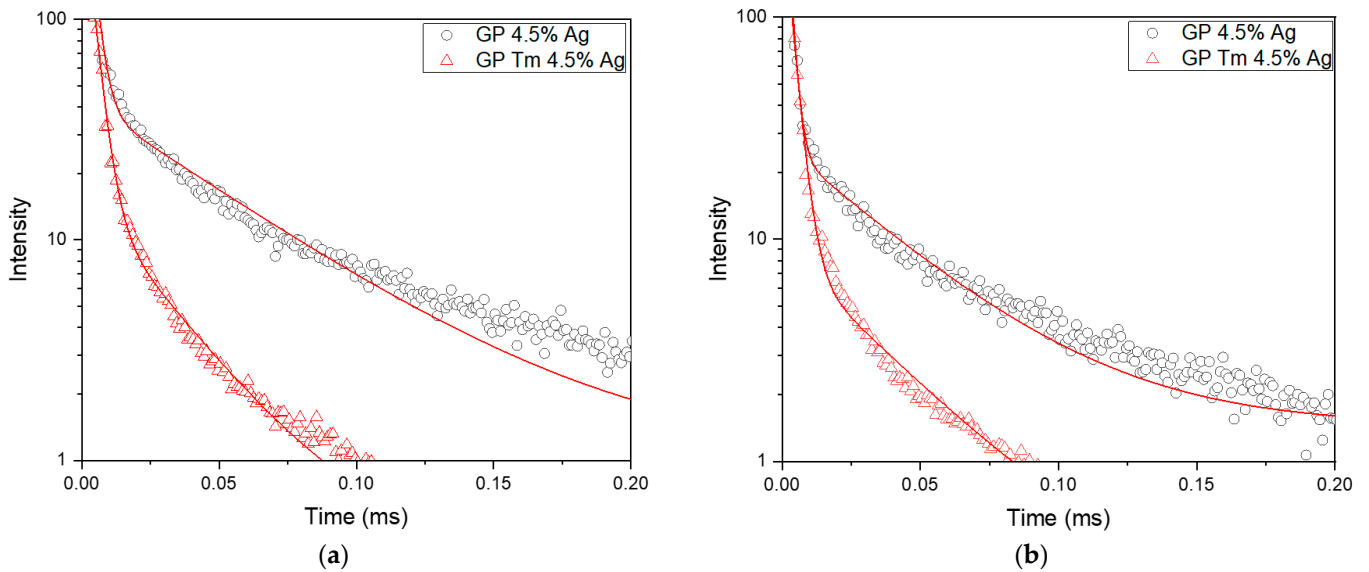 100
10
1
Intensity
GP 4.5% Ag
GP Tm 4.5% Ag
0.00 0.05 0.10 0.15 0.20
Time (ms)
(a)
100
10
1
Intensity
GP 4.5% Ag
GP Tm 4.5% Ag
0.00 0.05 0.10 0.15 0.20
Time (ms)
(b)